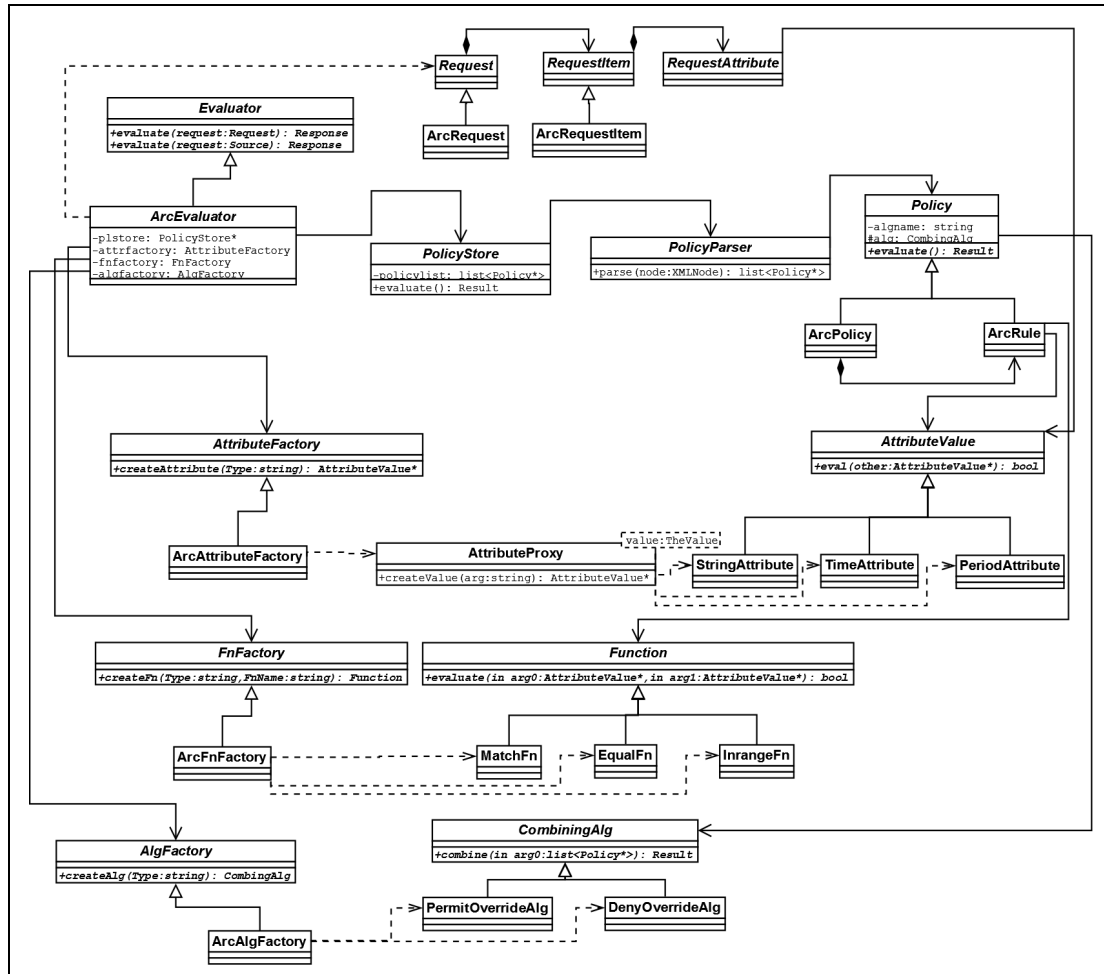 Request
RequestItem
RequestAttribute
Evaluator
+evaluate(request:Request): Response
+evaluate(request:Source): Response
ArcRequest
ArcRequestItem
ArcEvaluator
-plstore: PolicyStore*
-attrfactory: AttributeFactory
-fnfactory: FnFactory
-algfactory: AlgFactory
PolicyStore
-policylist: list<Policy*>
+evaluate(): Result
PolicyParser
+parse(node:XMLNode): list<Policy*>
Policy
-algname: string
#alg: CombingAlg
+evaluate(): Result
ArcPolicy
ArcRule
AttributeFactory
+createAttribute(Type:string): AttributeValue*
AttributeValue
+eval(other:AttributeValue*): bool
ArcAttributeFactory
AttributeProxy
value:TheValue
+createValue(arg:string): AttributeValue*
StringAttribute
TimeAttribute
PeriodAttribute
FnFactory
+createFn(Type:string,FnName:string): Function
Function
+evaluate(in arg0:AttributeValue*,in arg1:AttributeValue*): bool
ArcFnFactory
MatchFn
EqualFn
InrangeFn
AlgFactory
+createAlg(Type:string): CombingAlg
CombiningAlg
+combine(in arg0:list<Policy*>): Result
PermitOverrideAlg
DenyOverrideAlg
ArcAlgFactory